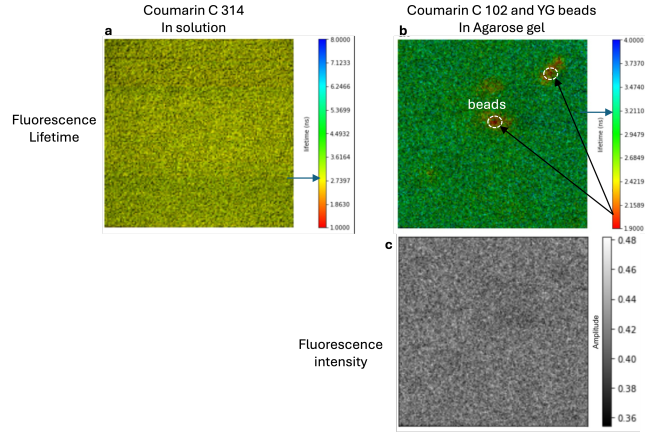 Coumarin C 314
In solution
Coumarin C 102 and YG beads
In Agarose gel
a
b
Fluorescence
Lifetime
8.0000
7.1233
6.2466
5.3699
4.4932
3.6164
2.7397
1.8630
1.0000
lifetime (ns)
beads
4.0000
3.7370
3.4740
3.2110
2.9479
2.6849
2.4219
2.1589
1.9000
lifetime (ns)
c
Fluorescence
intensity
0.48
0.46
0.44
0.42
0.40
0.38
0.36
Amplitude